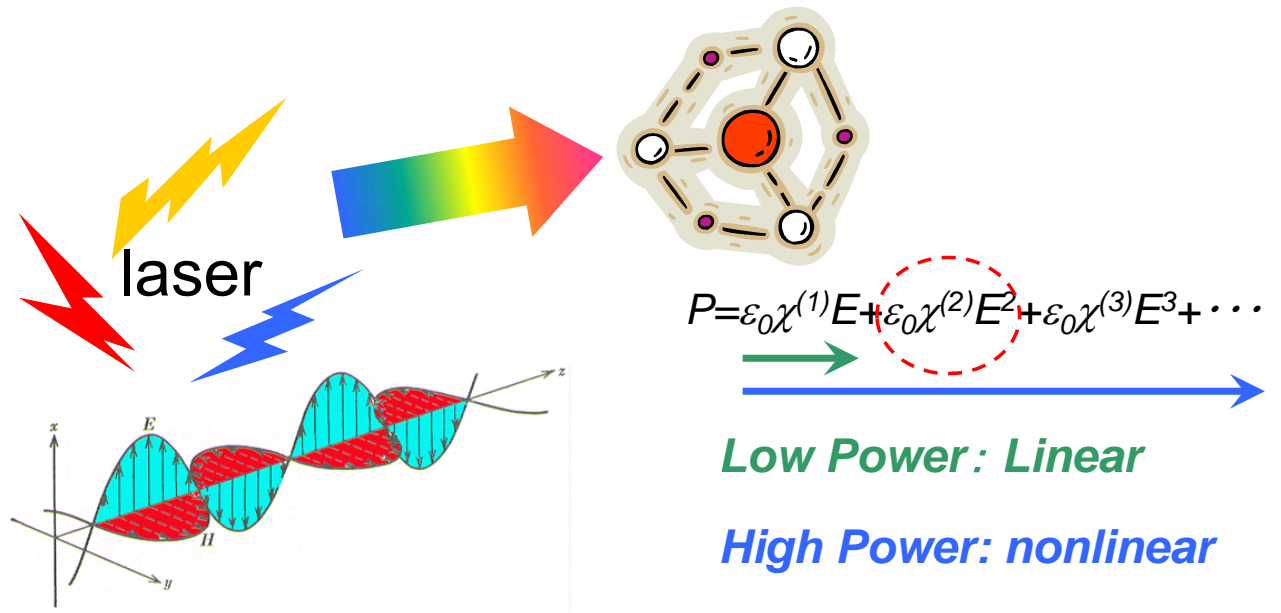 laser
P=ε₀χ⁽¹⁾E+ε₀χ⁽²⁾E²+ε₀χ⁽³⁾E³+···
Low Power: Linear
High Power: nonlinear
x
E
z
H
y